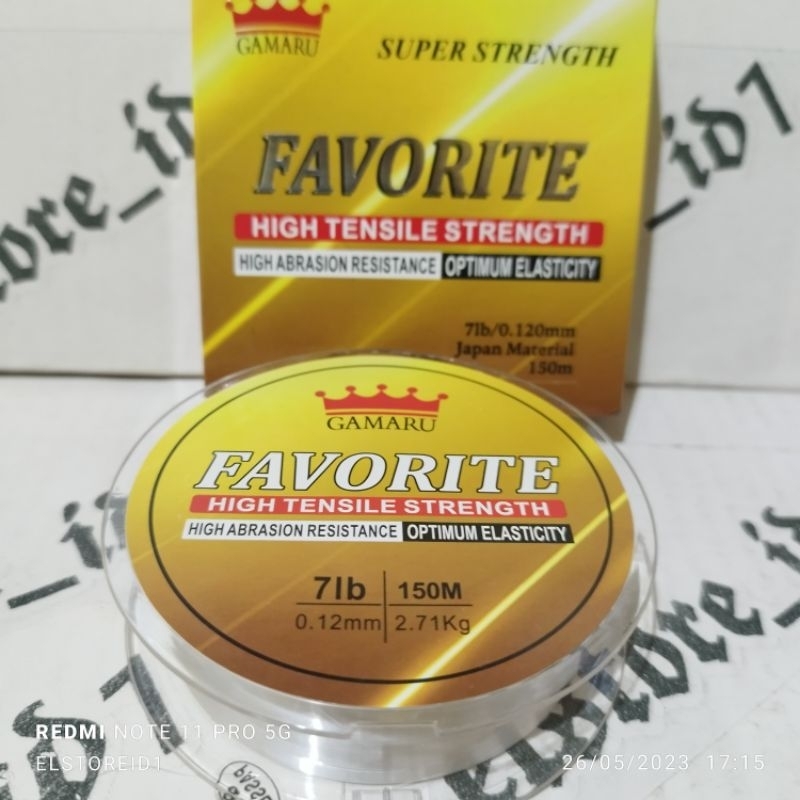 GAMARU
SUPER STRENGTH
FAVORITE
HIGH TENSILE STRENGTH
HIGH ABRASION RESISTANCE OPTIMUM ELASTICITY
7lb/0.120mm
Japan Material
150m
GAMARU
FAVORITE
HIGH TENSILE STRENGTH
HIGH ABRASION RESISTANCE OPTIMUM ELASTICITY
7lb 150M
0.12mm 2.71Kg
REDMI NOTE 11 PRO 5G
ELSTOREID1
26/05/2023 17:15